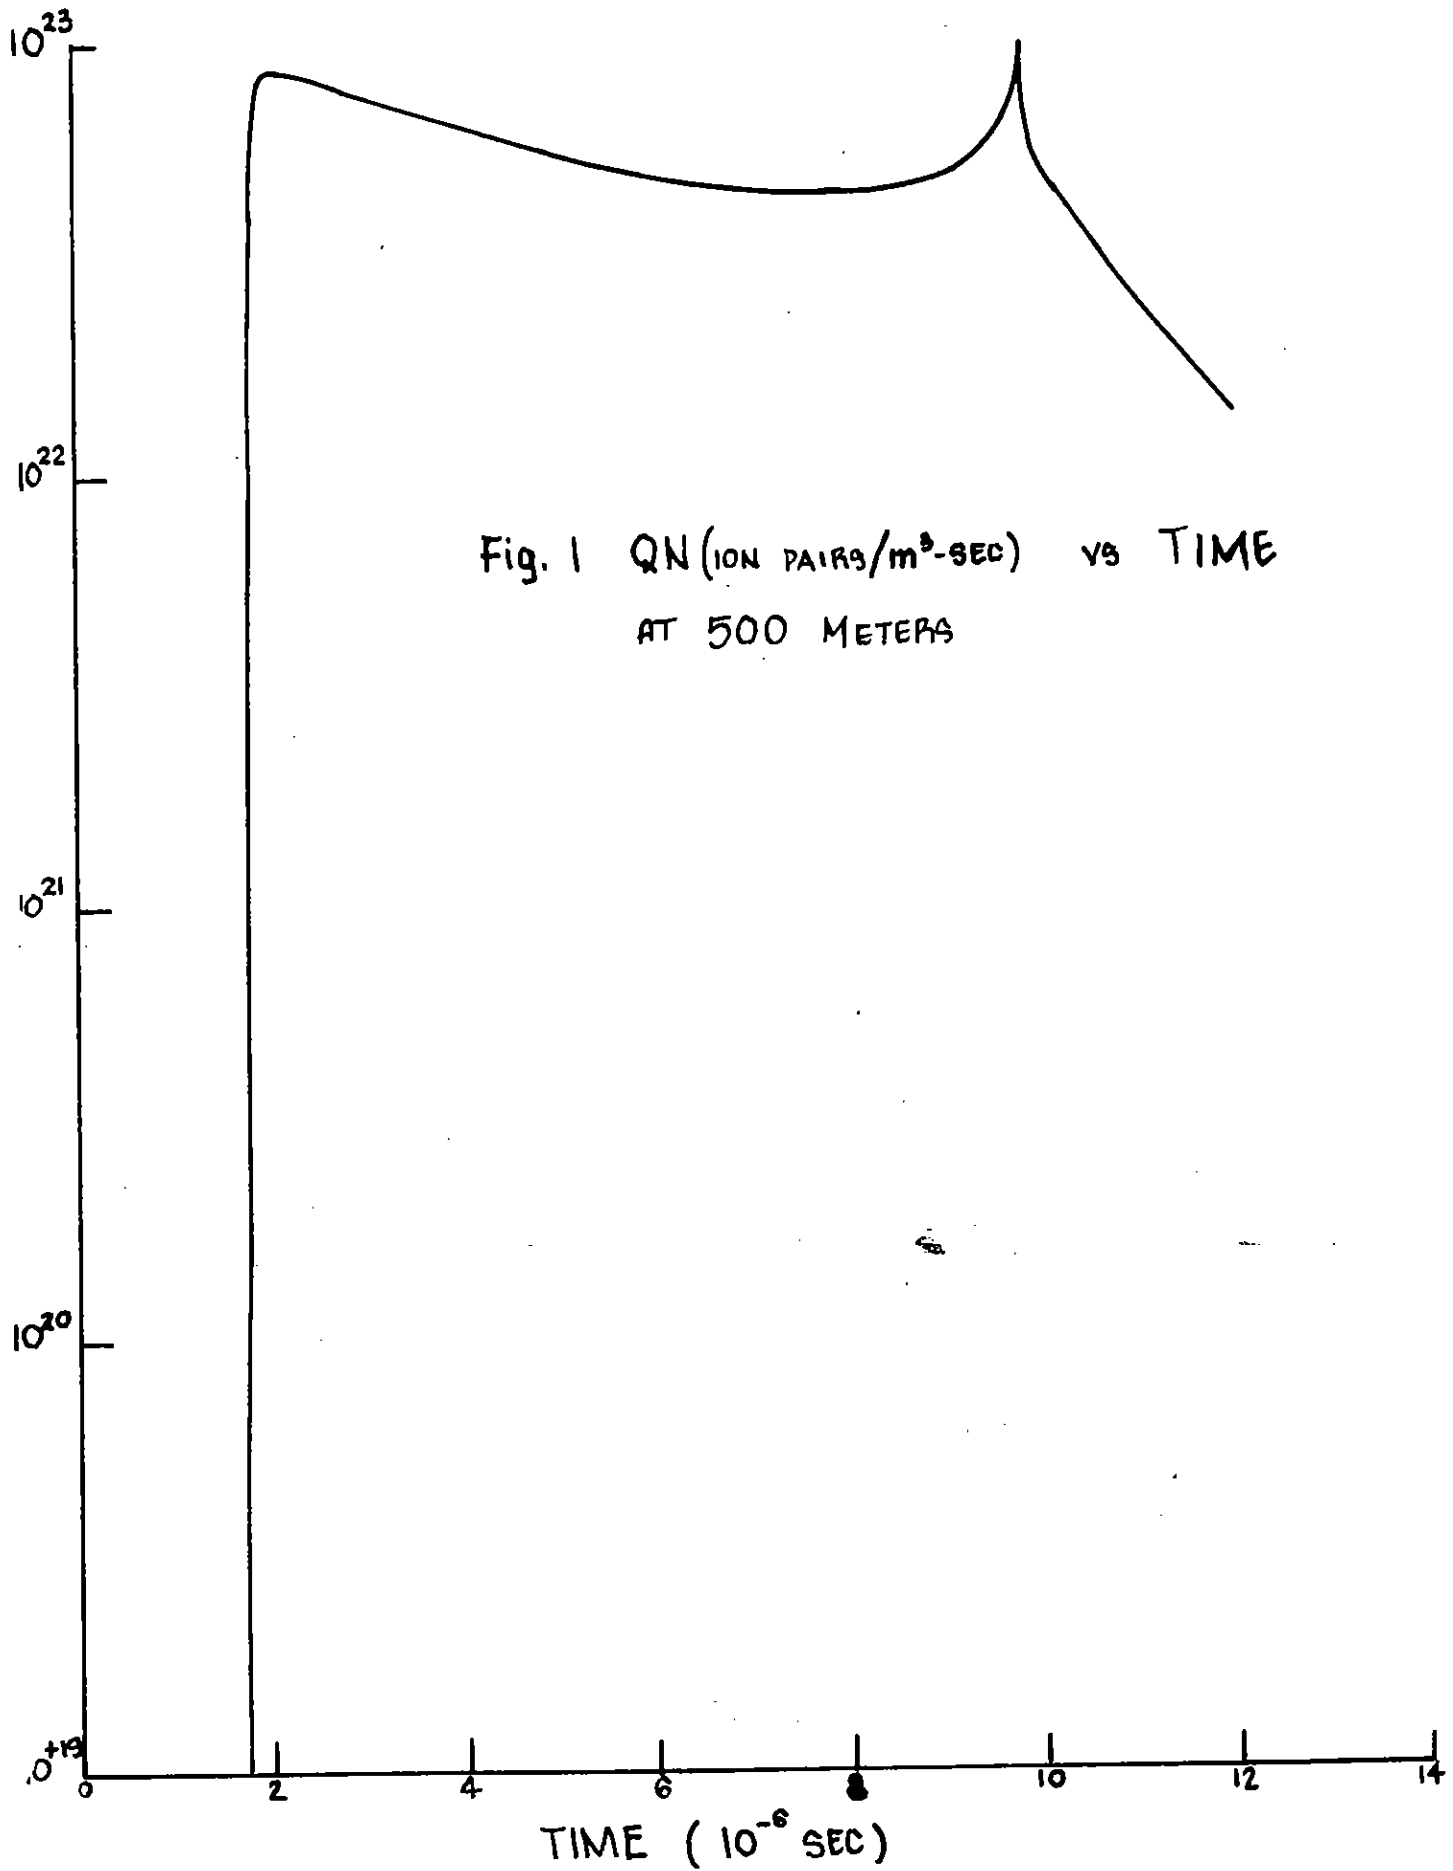 10^23
10^22
Fig. 1 QN (ION PAIRS/m³-SEC) vs TIME
AT 500 METERS
10^21
10^20
.0^+19
0 2 4 6 8 10 12 14
TIME (10^-6 SEC)